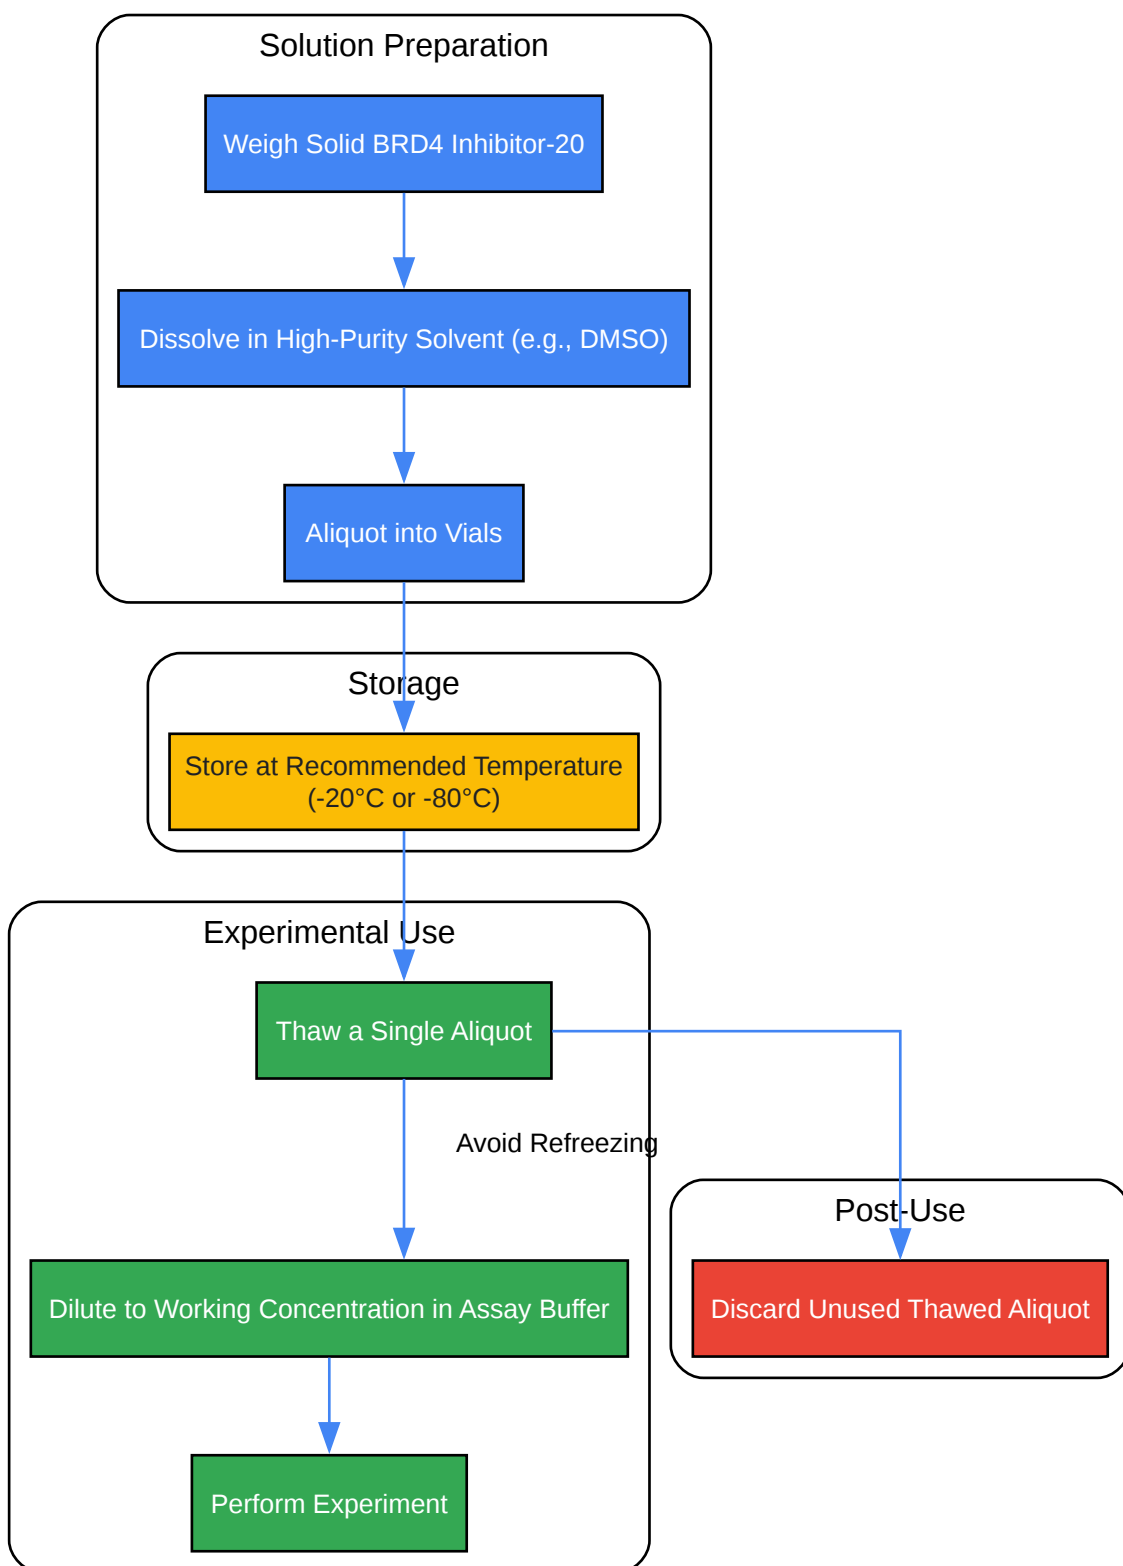 Solution Preparation
Weigh Solid BRD4 Inhibitor-20
Dissolve in High-Purity Solvent (e.g., DMSO)
Aliquot into Vials
Storage
Store at Recommended Temperature
(-20°C or -80°C)
Experimental Use
Thaw a Single Aliquot
Avoid Refreezing
Post-Use
Dilute to Working Concentration in Assay Buffer
Discard Unused Thawed Aliquot
Perform Experiment